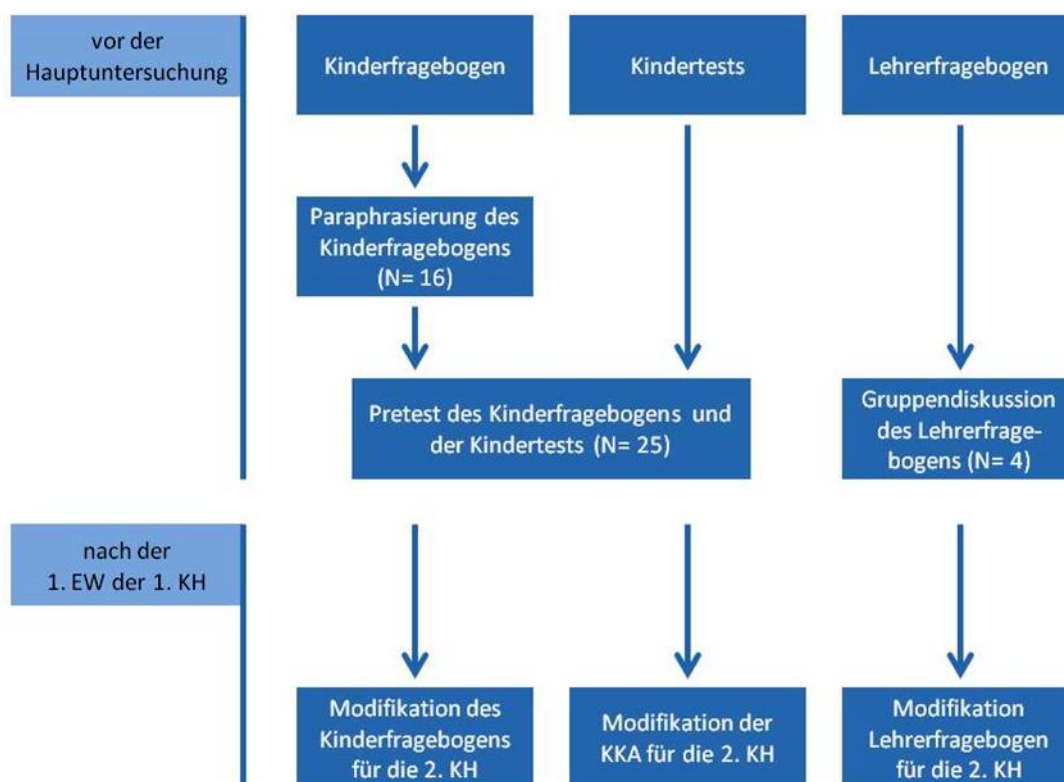 vor der
Hauptuntersuchung
Kinderfragebogen
Kindertests
Lehrerfragebogen
Paraphrasierung des
Kinderfragebogens
(N= 16)
Pretest des Kinderfragebogens und
der Kindertests (N= 25)
Gruppendiskussion
des Lehrerfrage-
bogens (N= 4)
nach der
1. EW der 1. KH
Modifikation des
Kinderfragebogens
für die 2. KH
Modifikation der
KKA für die 2. KH
Modifikation
Lehrerfragebogen
für die 2. KH